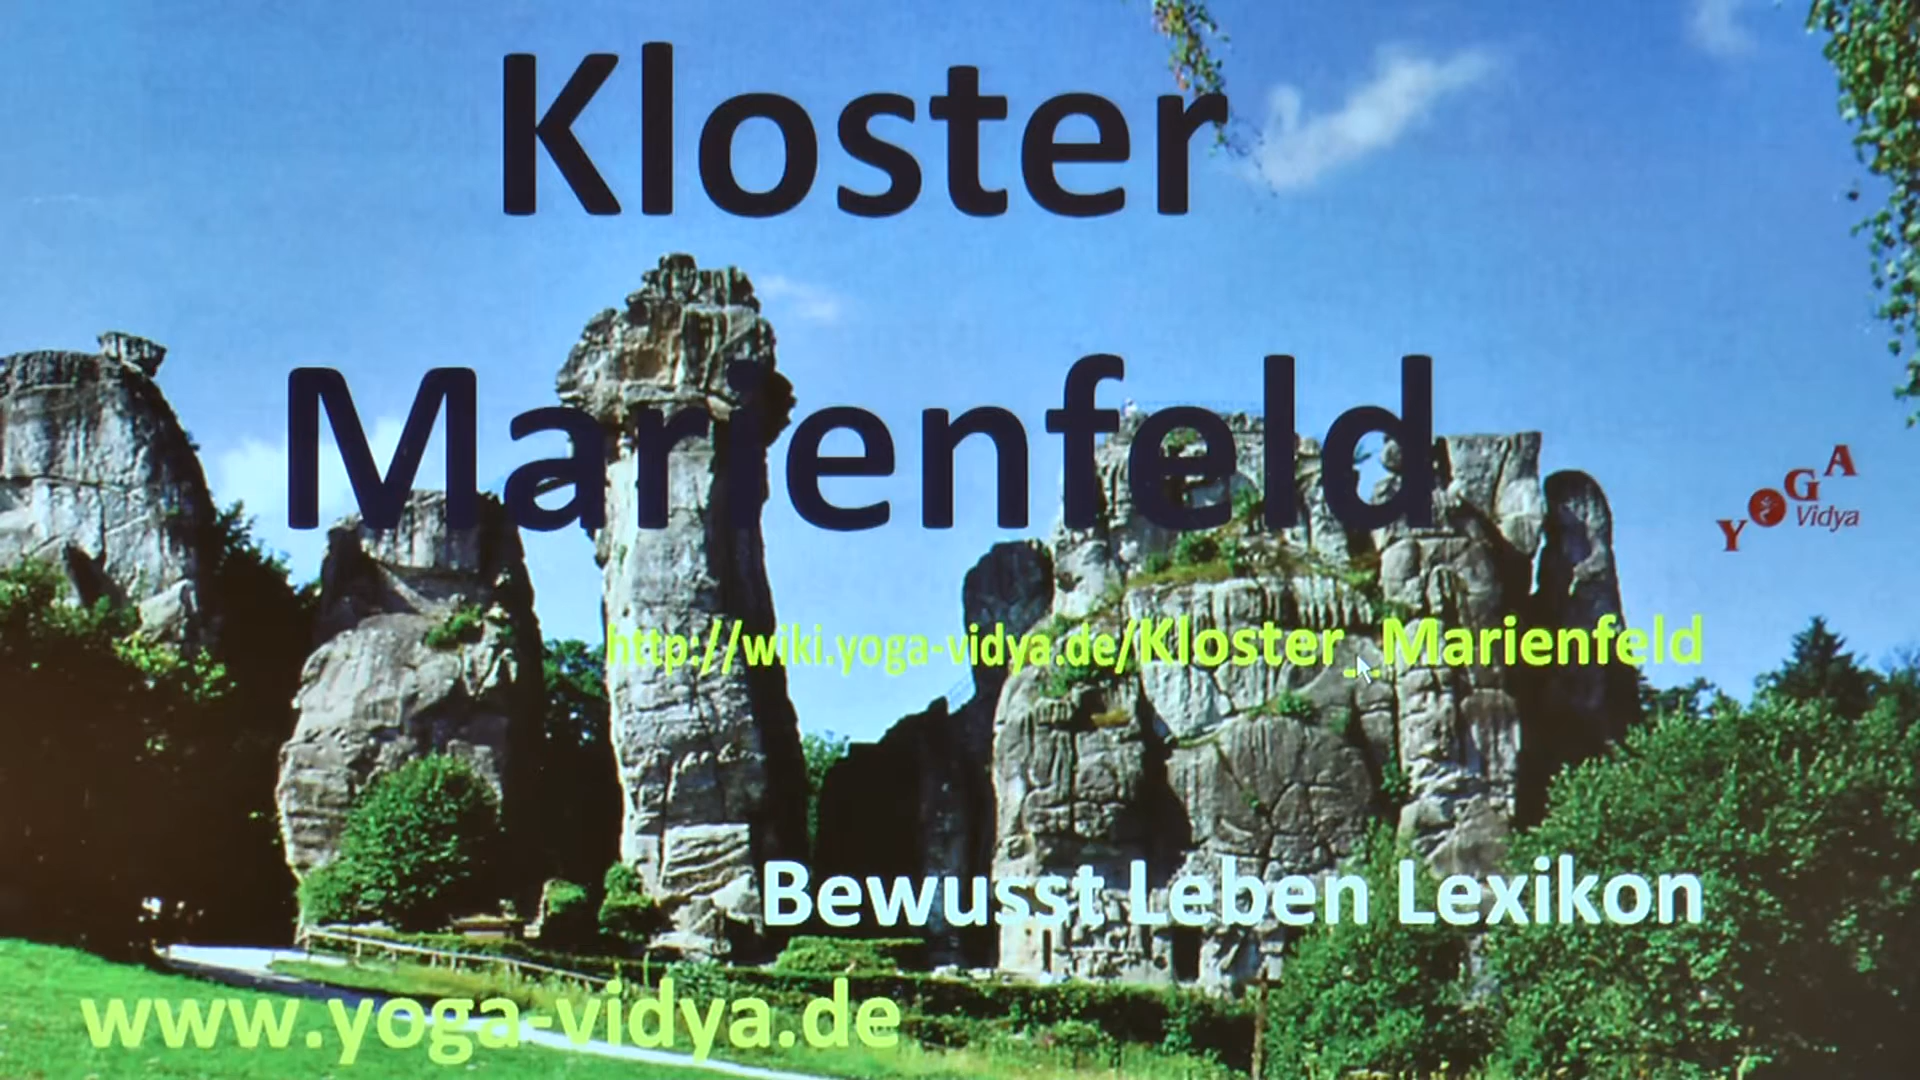 Kloster
Marienfeld
YOGA
Vidya
http://wiki.yoga-vidya.de/Kloster_Marienfeld
Bewusst Leben Lexikon
www.yoga-vidya.de